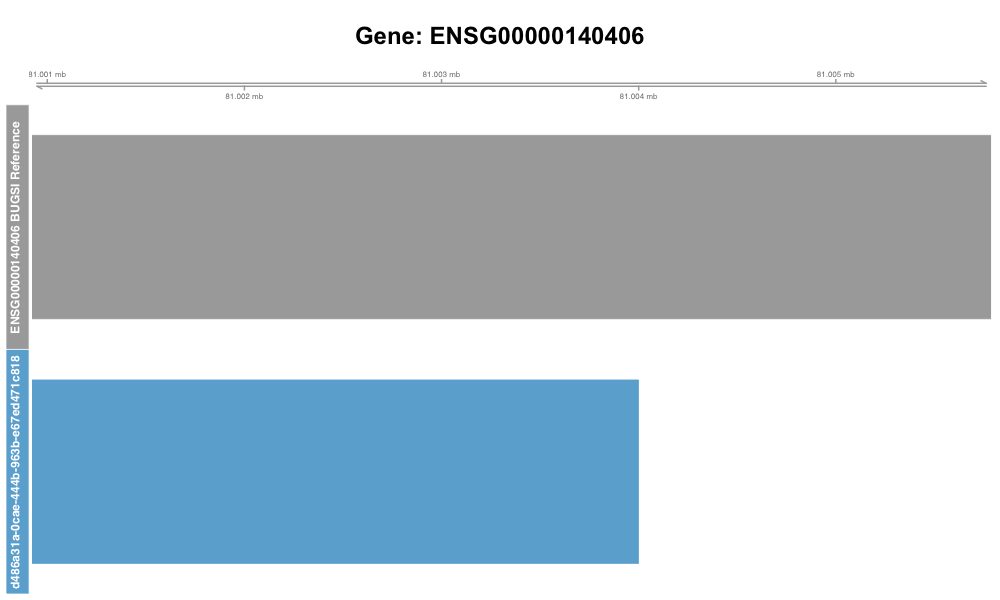 Gene: ENSG00000140406
81.001 mb
81.003 mb
81.005 mb
81.002 mb
81.004 mb
ENSG00000140406 BUGSI Reference
d486a31a-0cae-444b-963b-e67ed471c818